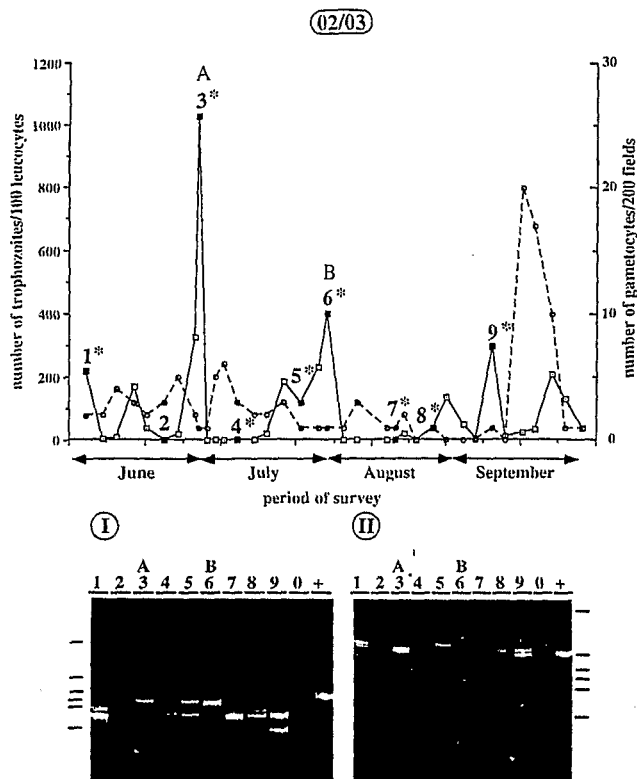 02/03
1200
1000
800
600
400
200
0
number of trophozoites/100 leucocytes
30
20
10
0
number of gametocytes/200 fields
A
3*
B
6*
1*
2
4*
5*
7*
8*
9*
June July August September
period of survey
I
A B
1 2 3 4 5 6 7 8 9 0 +
II
A B
1 2 3 4 5 6 7 8 9 0 +